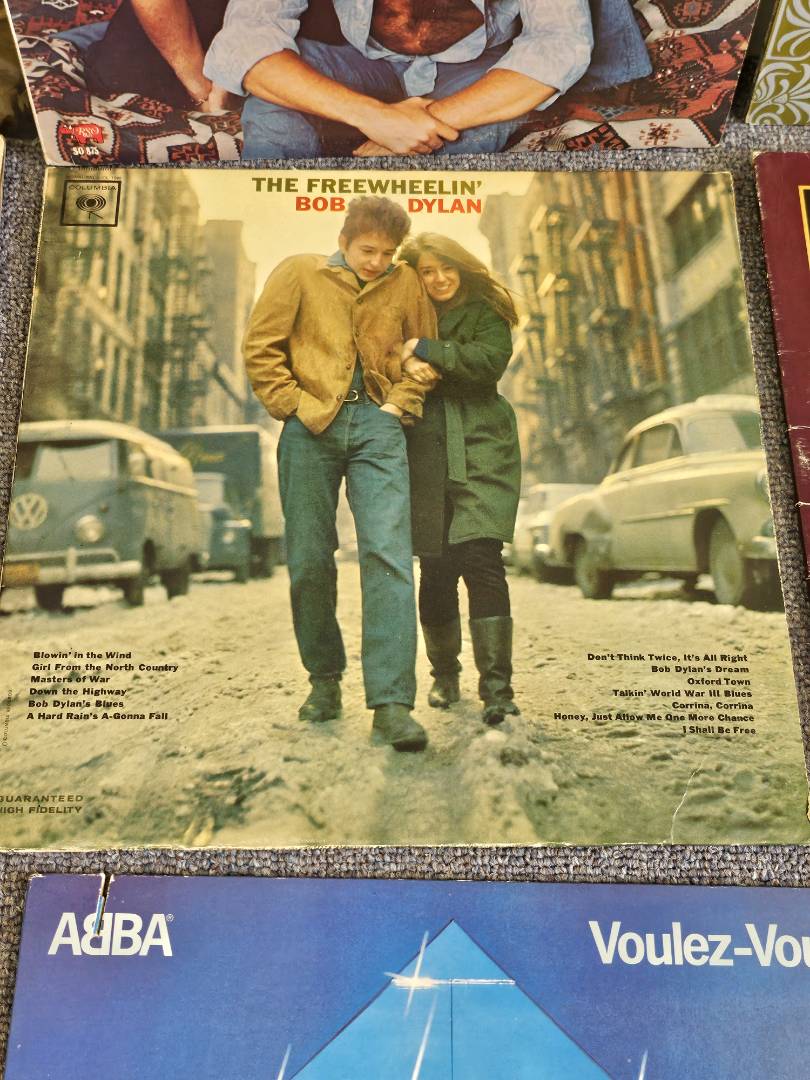 RSO
SO 873
COLUMBIA
THE FREEWHEELIN'
BOB DYLAN
Blowin' in the Wind
Girl From the North Country
Masters of War
Down the Highway
Bob Dylan's Blues
A Hard Rain's A-Gonna Fall
Don't Think Twice, It's All Right
Bob Dylan's Dream
Oxford Town
Talkin' World War III Blues
Corrina, Corrina
Honey, Just Allow Me One More Chance
I Shall Be Free
GUARANTEED
HIGH FIDELITY
ABBA®
Voulez-Vou